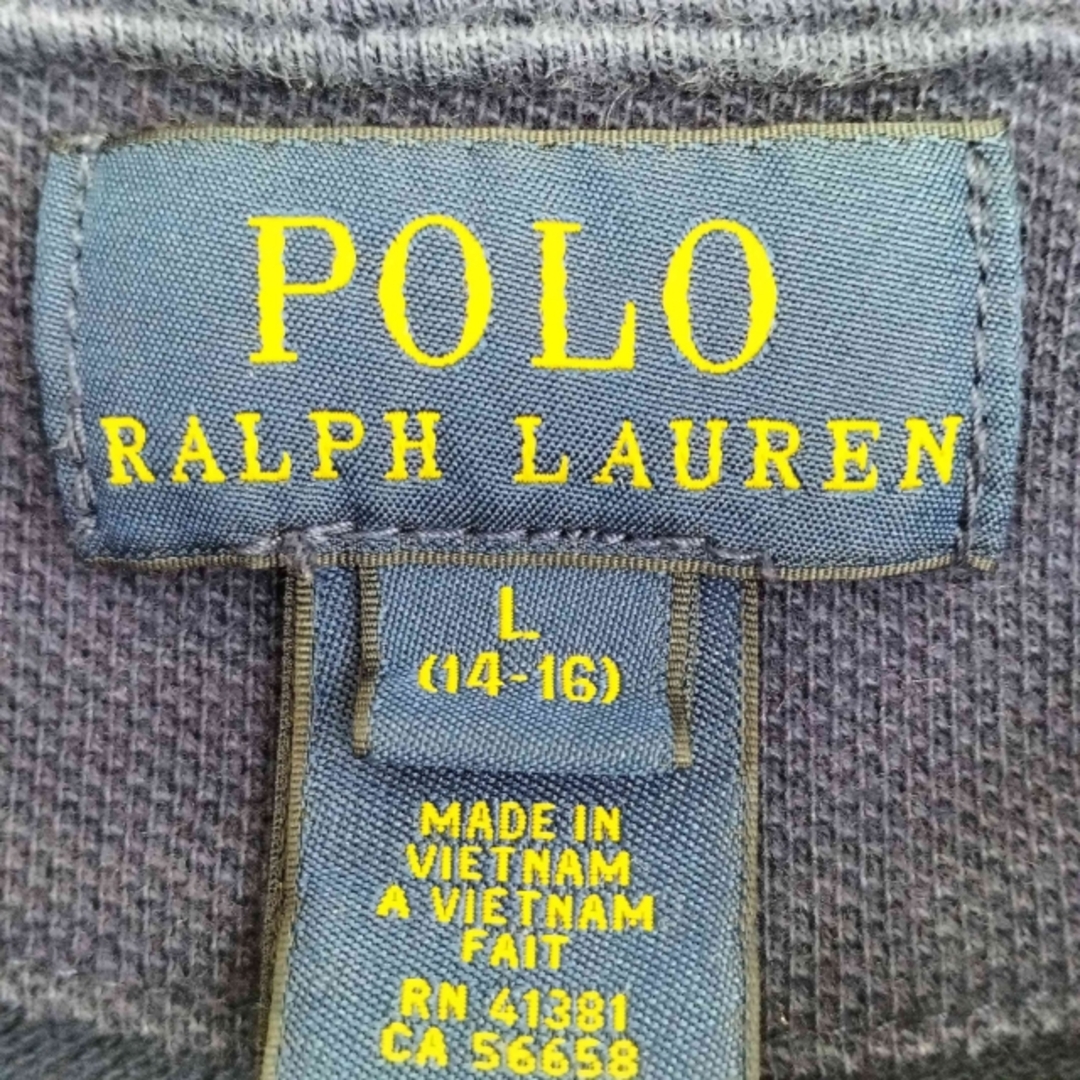 POLO
RALPH LAUREN
L
(14-16)
MADE IN
VIETNAM
A VIETNAM
FAIT
RN 41381
CA 56658